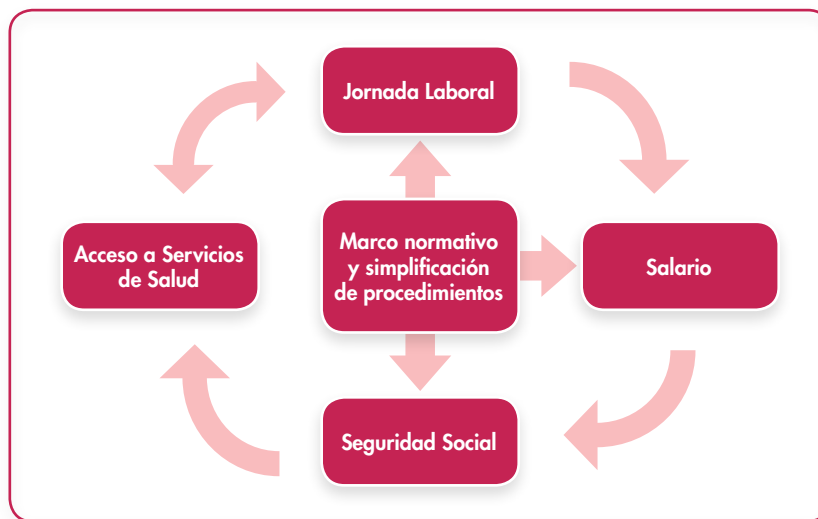 Jornada Laboral
Acceso a Servicios
de Salud
Marco normativo
y simplificación
de procedimientos
Salario
Seguridad Social